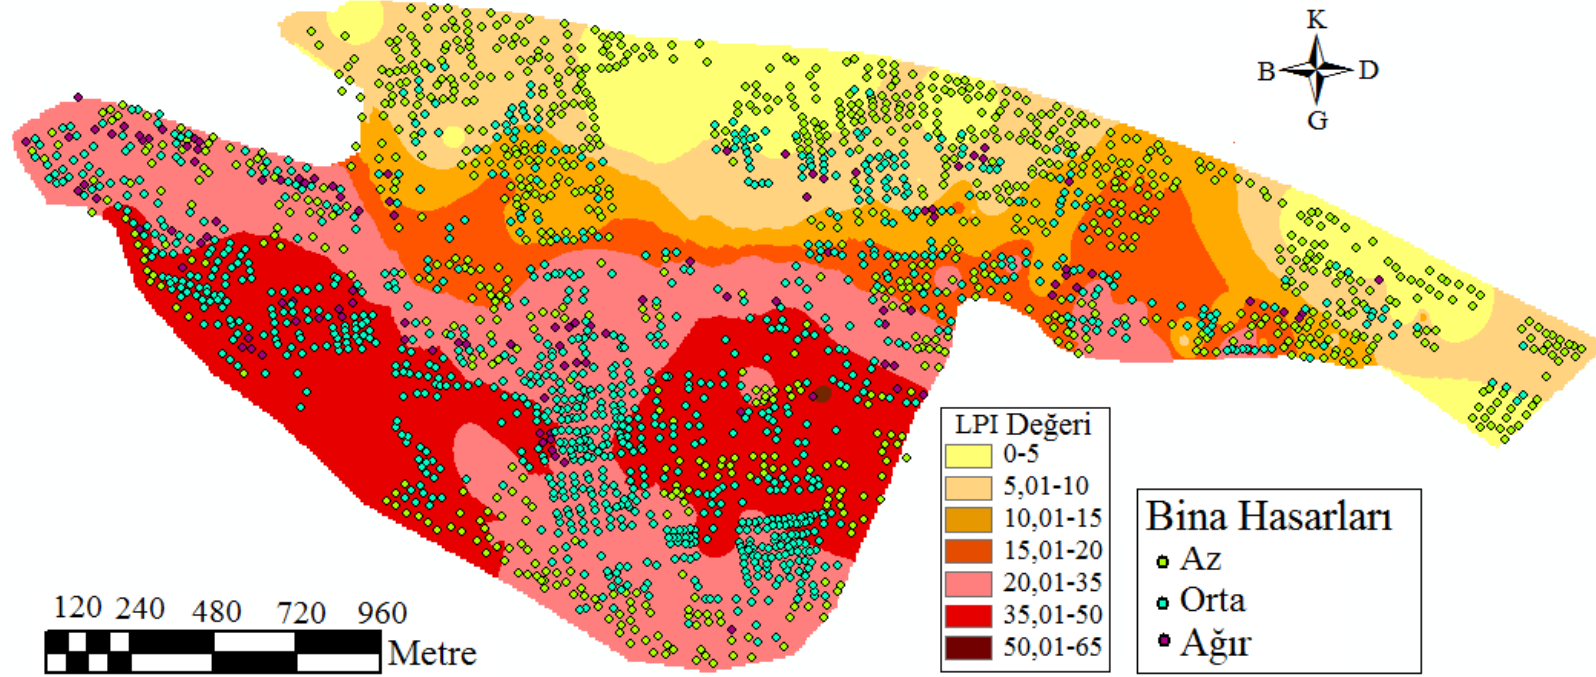 K
B D
G
LPI Değeri
0-5
5,01-10
10,01-15
15,01-20
20,01-35
35,01-50
50,01-65
Bina Hasarları
Az
Orta
Ağır
120 240 480 720 960
Metre